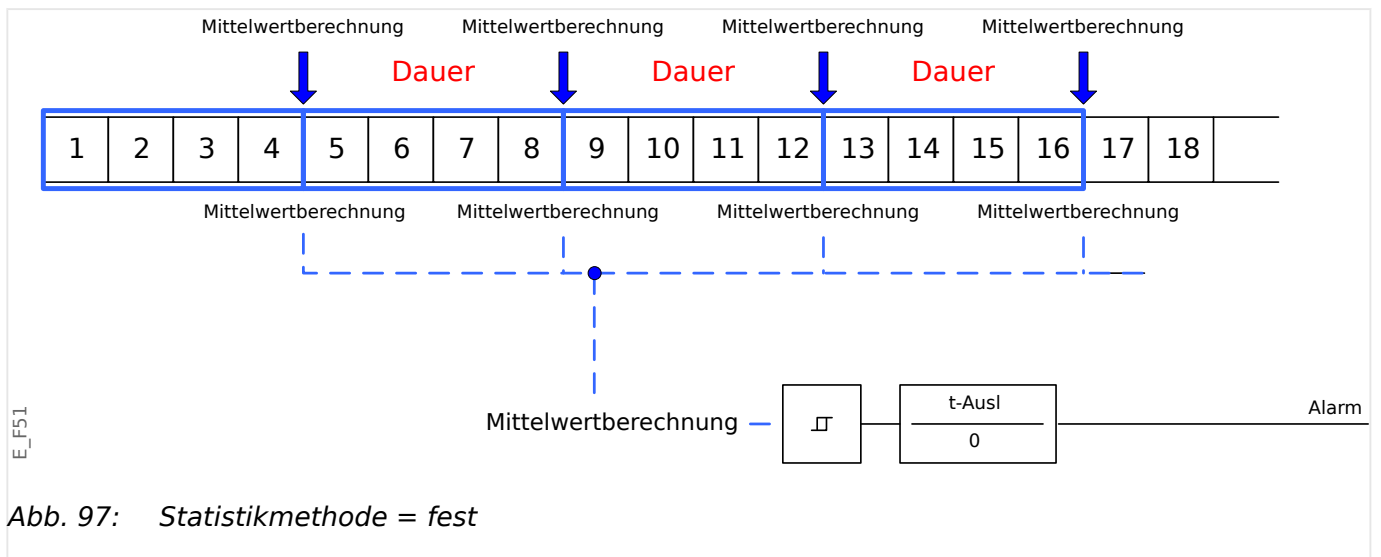 Mittelwertberechnung Mittelwertberechnung Mittelwertberechnung Mittelwertberechnung
Dauer Dauer Dauer
1 2 3 4 5 6 7 8 9 10 11 12 13 14 15 16 17 18
Mittelwertberechnung Mittelwertberechnung Mittelwertberechnung Mittelwertberechnung
t-Ausl
Mittelwertberechnung
0
Alarm
E_F51
Abb. 97: Statistikmethode = fest